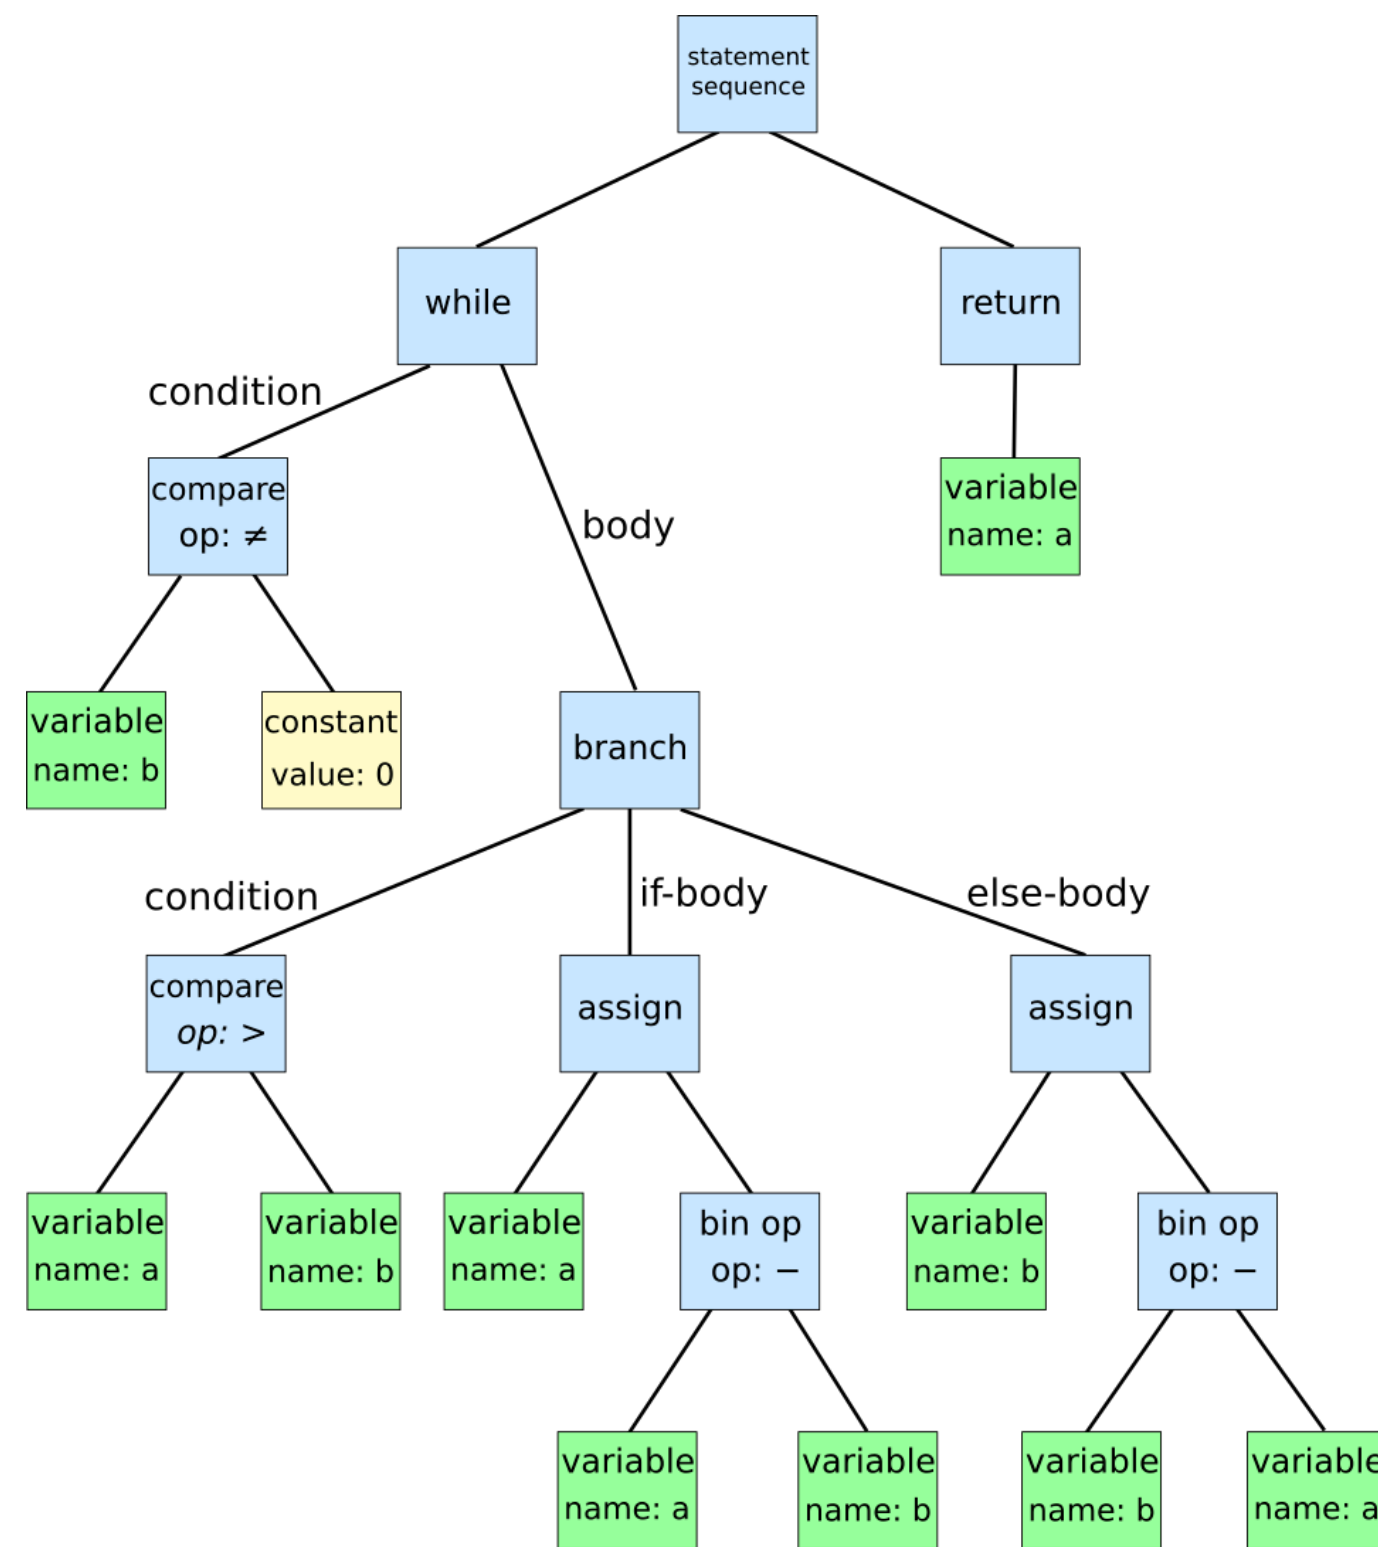 statement
sequence
while
return
condition
compare
op: ≠
body
variable
name: a
variable
name: b
constant
value: 0
branch
condition
if-body
else-body
compare
op: >
assign
assign
variable
name: a
variable
name: b
variable
name: a
bin op
op: −
variable
name: b
bin op
op: −
variable
name: a
variable
name: b
variable
name: b
variable
name: a